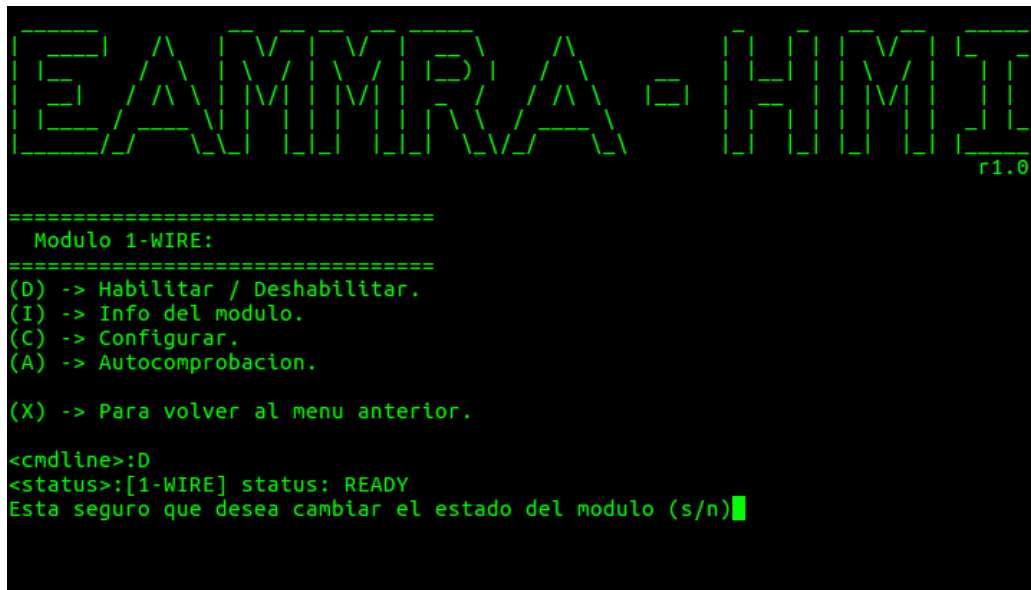 EAMMRA - HMI
r1.0
=================================
Modulo 1-WIRE:
=================================
(D) -> Habilitar / Deshabilitar.
(I) -> Info del modulo.
(C) -> Configurar.
(A) -> Autocomprobacion.
(X) -> Para volver al menu anterior.
<cmdline>:D
<status>:[1-WIRE] status: READY
Esta seguro que desea cambiar el estado del modulo (s/n)